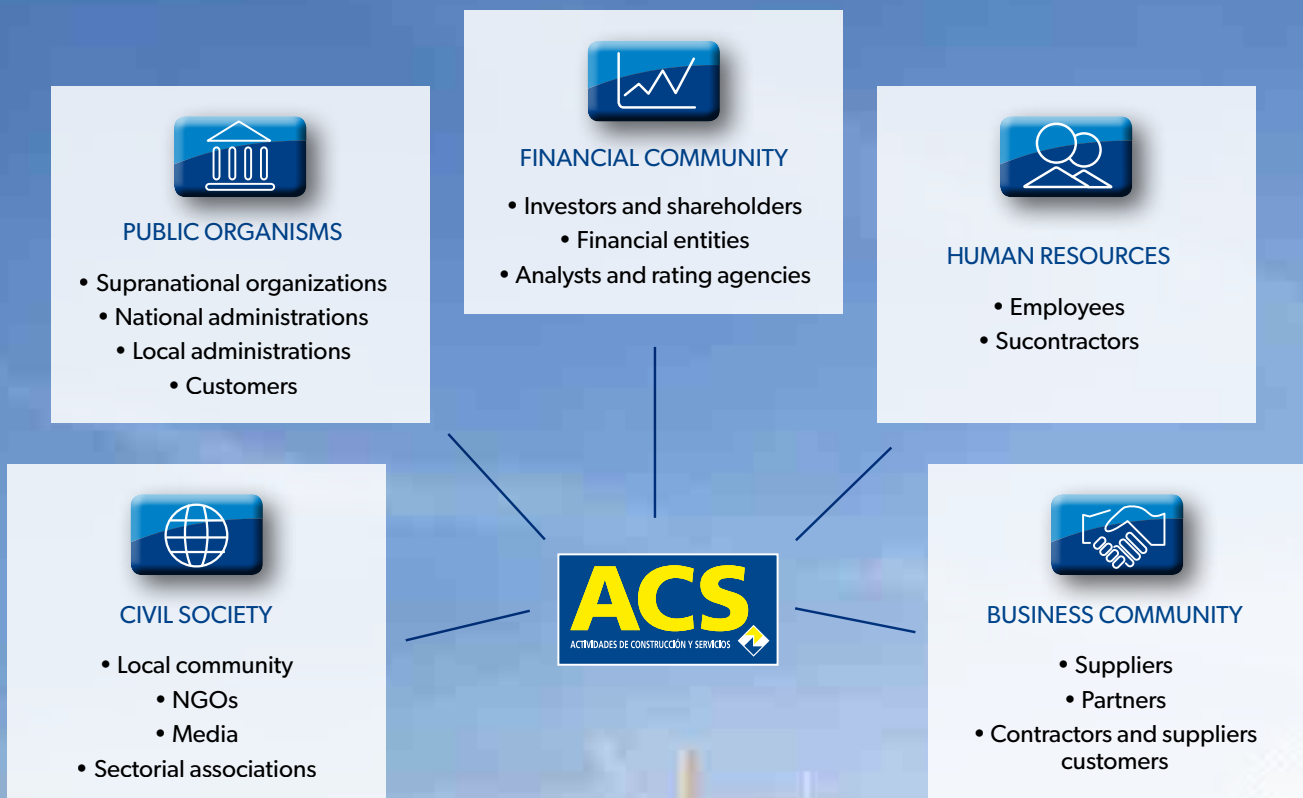 FINANCIAL COMMUNITY
• Investors and shareholders
• Financial entities
• Analysts and rating agencies
PUBLIC ORGANISMS
• Supranational organizations
• National administrations
• Local administrations
• Customers
HUMAN RESOURCES
• Employees
• Sucontractors
CIVIL SOCIETY
• Local community
• NGOs
• Media
• Sectorial associations
ACS
ACTIVIDADES DE CONSTRUCCIÓN Y SERVICIOS
BUSINESS COMMUNITY
• Suppliers
• Partners
• Contractors and suppliers
customers